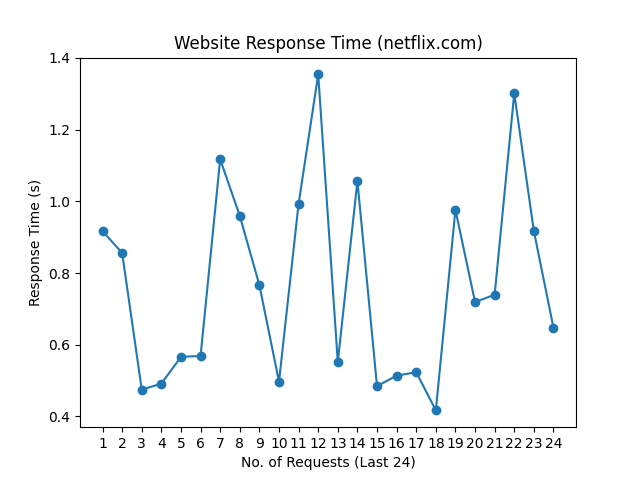 Website Response Time (netflix.com)
1.4
1.2
1.0
0.8
0.6
0.4
Response Time (s)
1 2 3 4 5 6 7 8 9 10 11 12 13 14 15 16 17 18 19 20 21 22 23 24
No. of Requests (Last 24)